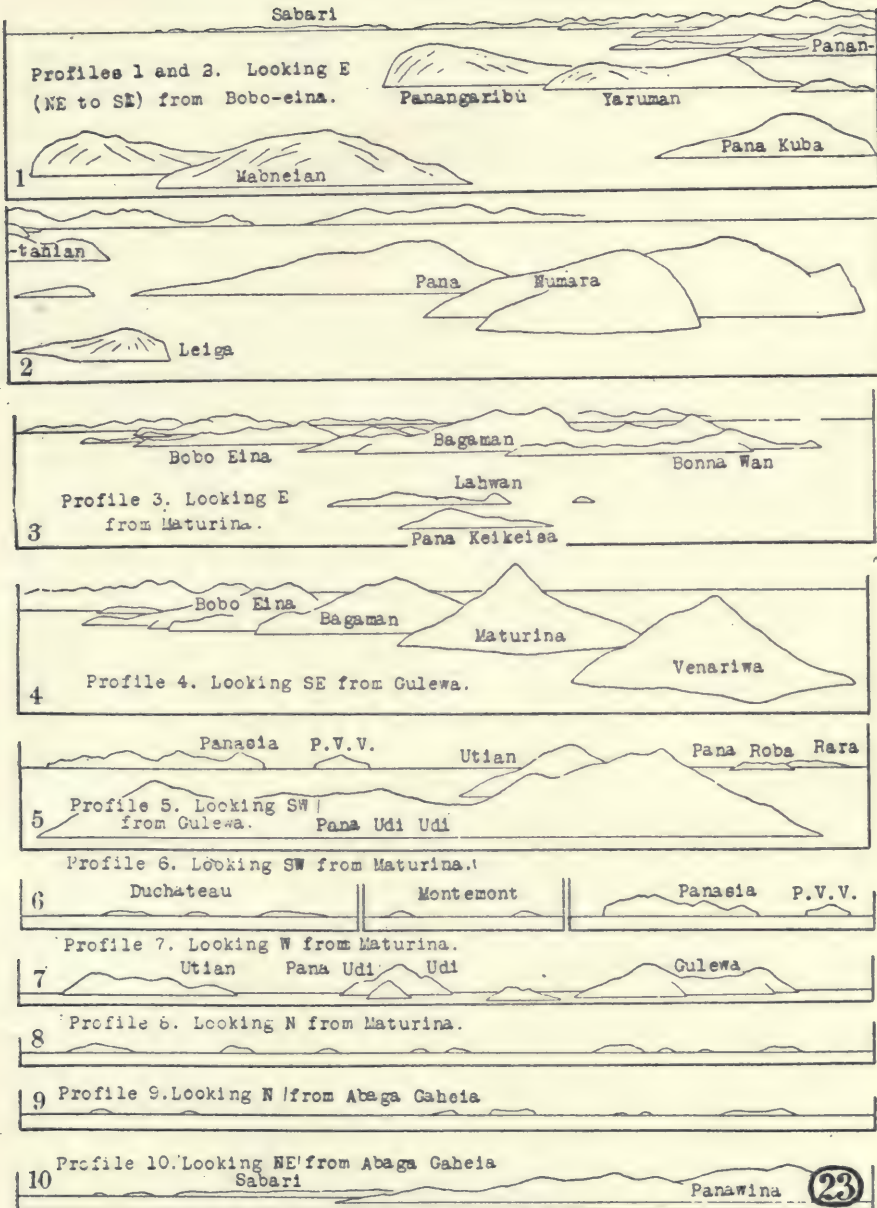 Sabari
Panan-
Profiles 1 and 2. Looking E
(NE to SE) from Bobo-eina.
Panangaribu Yaruman
Pana Kuba
1 Mabneian
-tahlan
Pana Numara
Leiga
2
Bobo Eina Bagaman Bonna Wan
Lahwan
Profile 3. Looking E
from Maturina.
3 Pana Keikeisa
Bobo Eina
Bagaman Maturina
Venariwa
4 Profile 4. Looking SE from Gulewa.
Panasia P.V.V. Utian Pana Roba Rara
Profile 5. Looking SW
5 from Gulewa. Pana Udi Udi
Profile 6. Looking SW from Maturina.
6 Duchateau Montemont Panasia P.V.V.
Profile 7. Looking W from Maturina.
7 Utian Pana Udi Udi Gulewa
Profile 8. Looking N from Maturina.
8
9 Profile 9. Looking N from Abaga Gaheia
Profile 10. Looking NE from Abaga Gaheia
10 Sabari Panawina 23